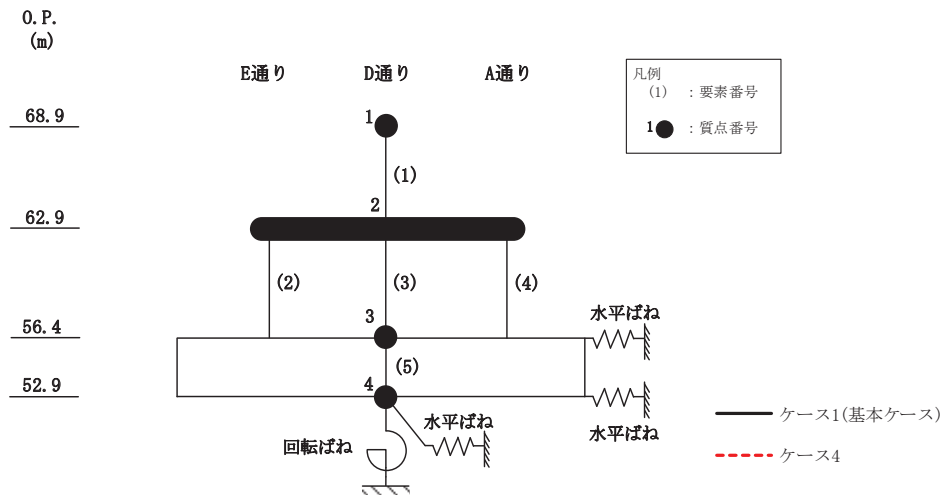 O.P.
(m)
E通り D通り A通り
凡例
(1) : 要素番号
1 : 質点番号
68.9
1
(1)
2
62.9
(2) (3) (4)
3
水平ばね
56.4
(5)
4
52.9
水平ばね
水平ばね
回転ばね
ケース1(基本ケース)
ケース4